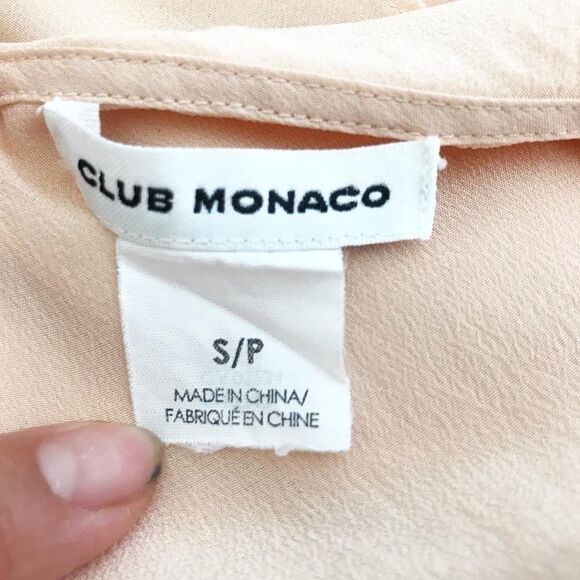 CLUB MONACO
S/P
MADE IN CHINA/
FABRIQUÉ EN CHINE